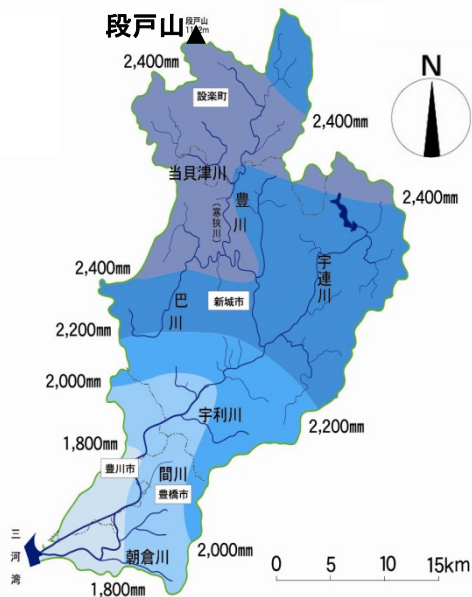 段戸山
段戸山
2,400㎜
設楽町
N
2,400㎜
当貝津川
豊川
(寒狭川)
2,400㎜
宇連川
2,400㎜
巴川
新城市
2,200㎜
2,000㎜
宇利川
2,200㎜
1,800㎜
豊川市
間川
豊橋市
三河湾
朝倉川
2,000㎜
1,800㎜
0 5 10 15km